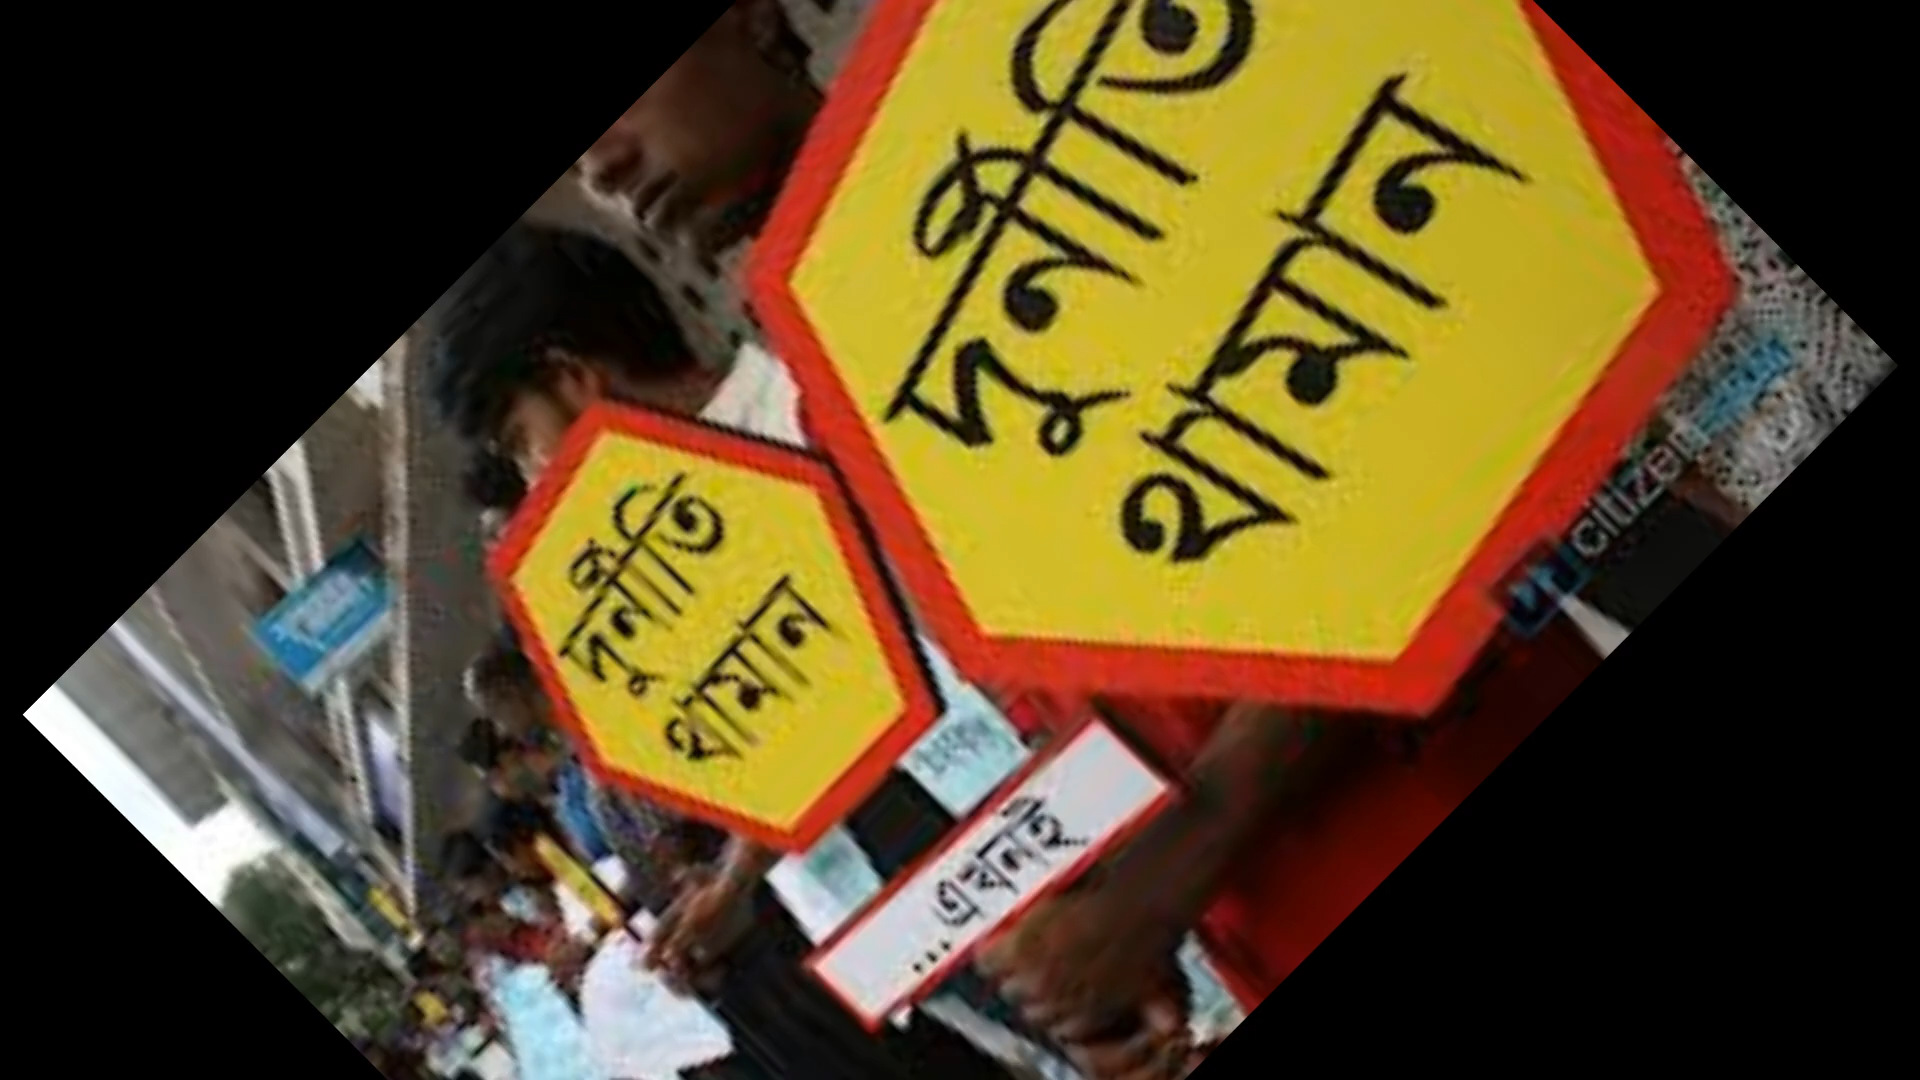 দুর্নীতি
থামান
দুর্নীতি
থামান
...এখনই...
citizen